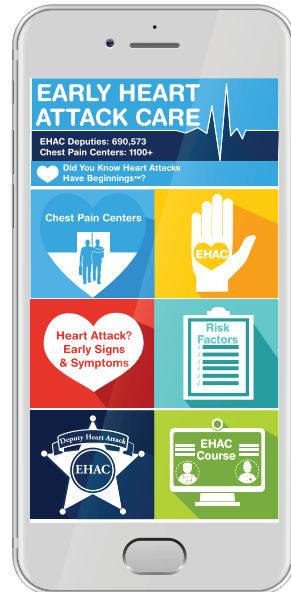 EARLY HEART
ATTACK CARE
EHAC Deputies: 690,573
Chest Pain Centers: 1100+
Did You Know Heart Attacks
Have Beginnings™?
Chest Pain Centers
EHAC
Heart Attack?
Early Signs
& Symptoms
Risk
Factors
Deputy Heart Attack
EHAC
EHAC
Course